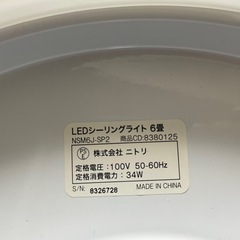 LEDシーリングライト 6畳
NSM6J-SP2 商品CD:8380125
株式会社 ニトリ
定格電圧:100V 50-60Hz
定格消費電力:34W
S/N: 8326728 MADE IN CHINA